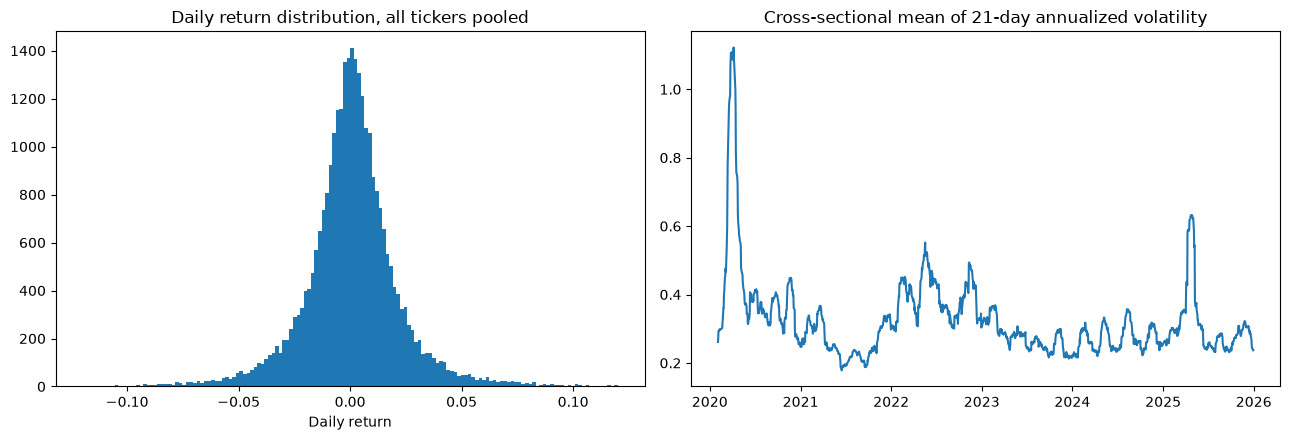 Daily return distribution, all tickers pooled
1400
1200
1000
800
600
400
200
0
−0.10 −0.05 0.00 0.05 0.10
Daily return
Cross-sectional mean of 21-day annualized volatility
1.0
0.8
0.6
0.4
0.2
2020 2021 2022 2023 2024 2025 2026